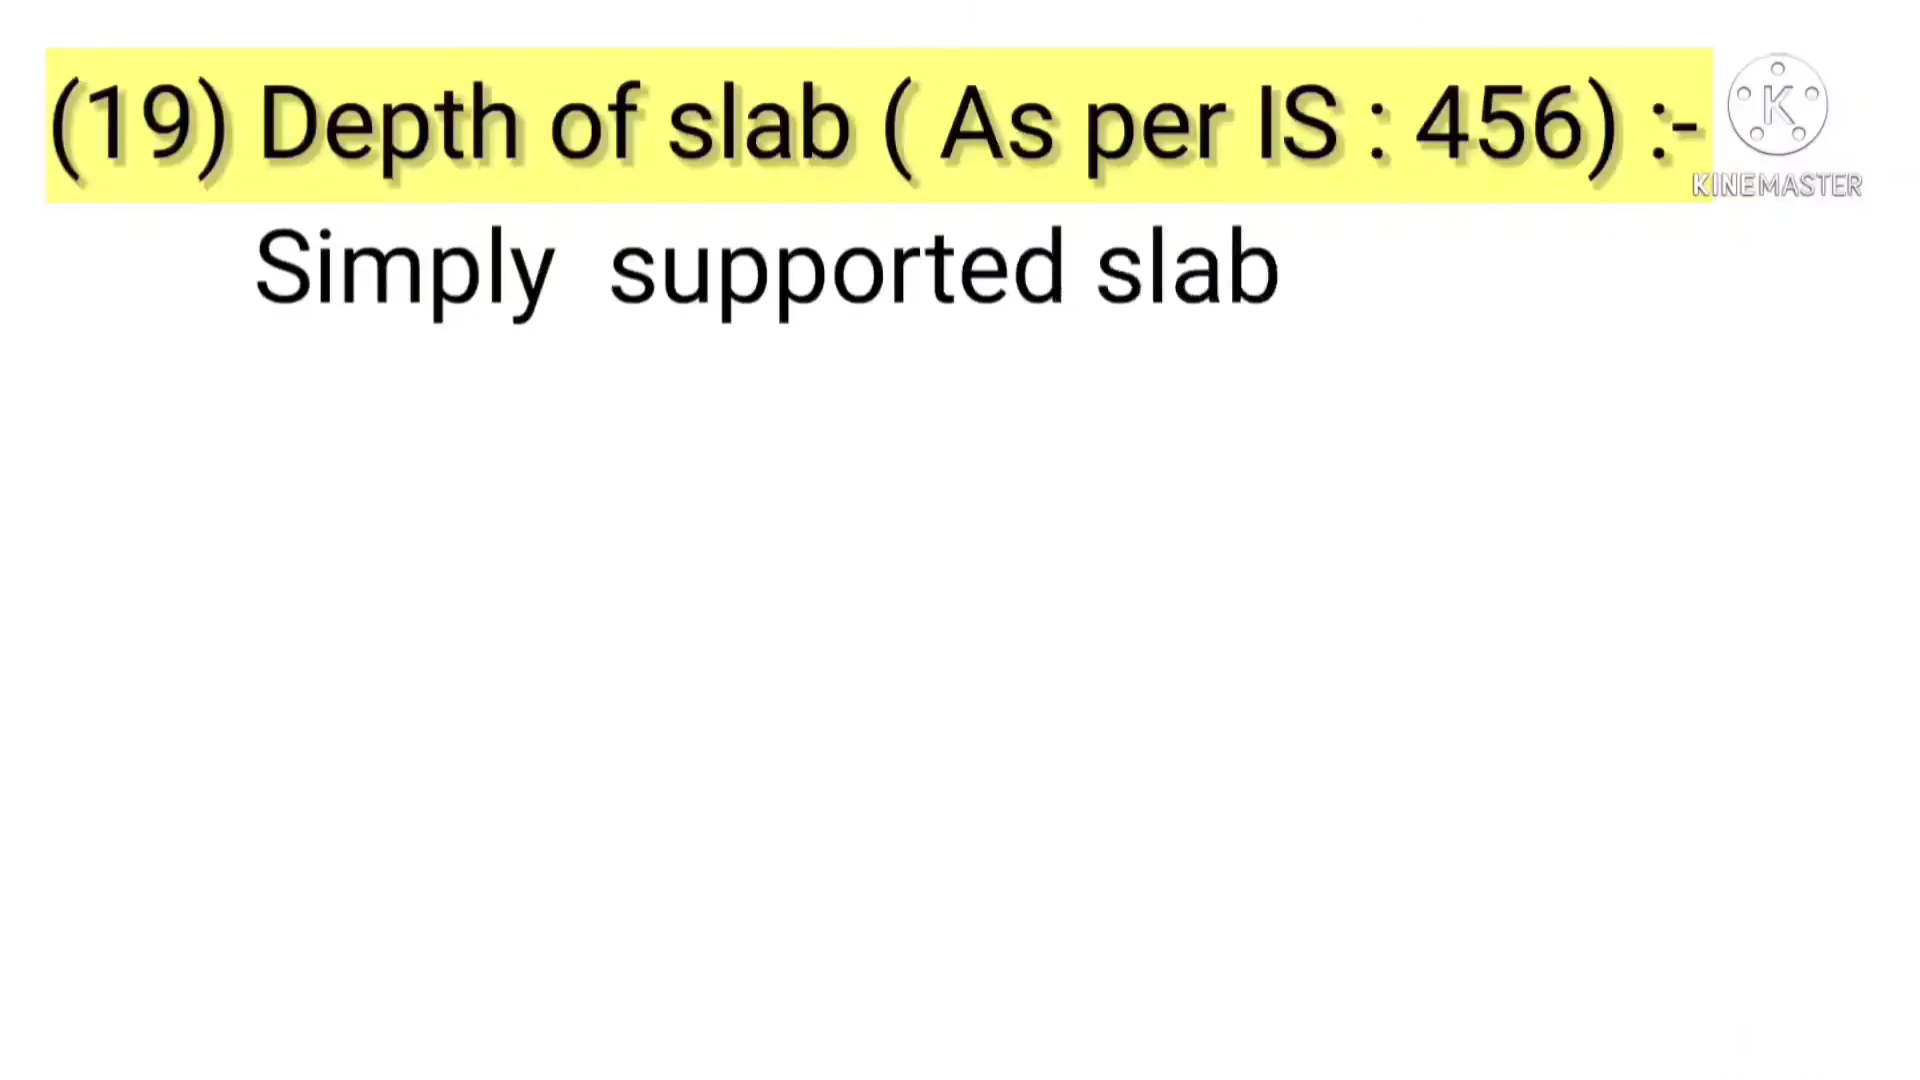 (19) Depth of slab ( As per IS : 456) :-
K
KINEMASTER
Simply  supported slab